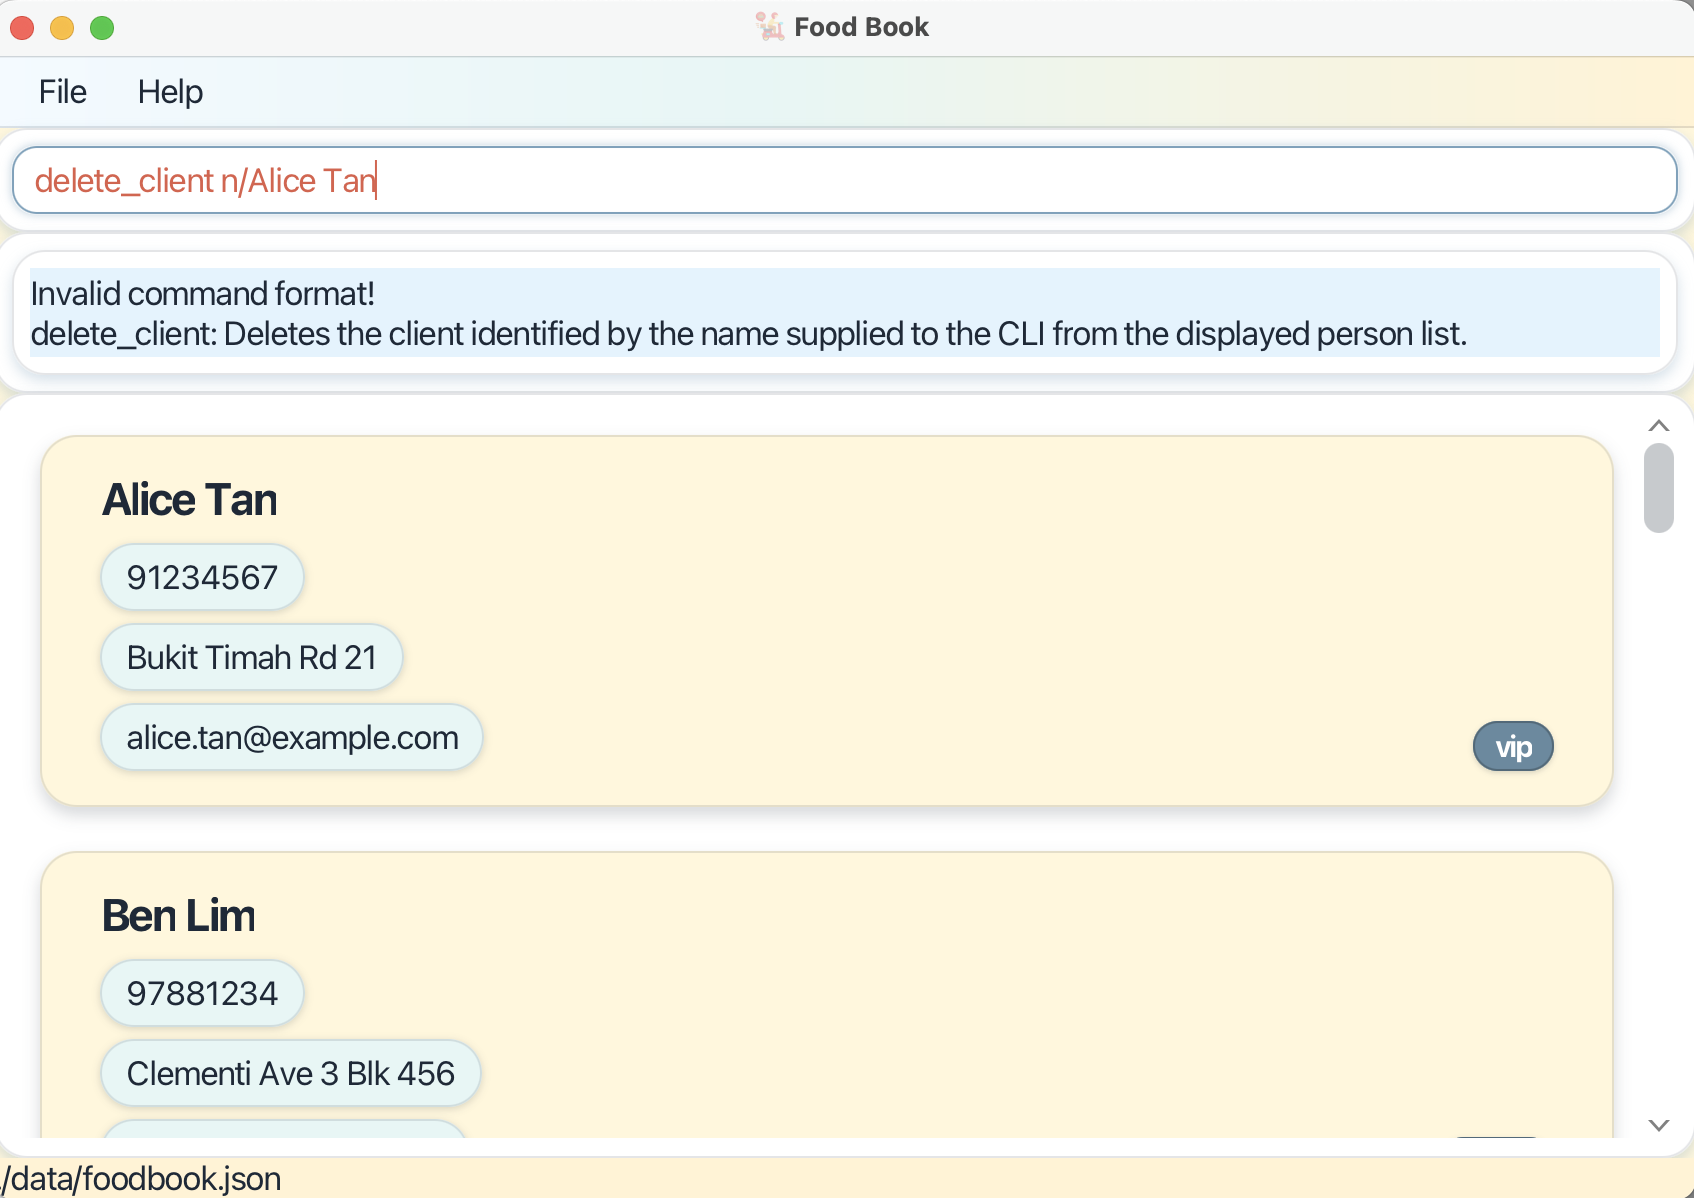 Food Book
File Help
delete_client n/Alice Tan
Invalid command format!
delete_client: Deletes the client identified by the name supplied to the CLI from the displayed person list.
Alice Tan
91234567
Bukit Timah Rd 21
alice.tan@example.com
vip
Ben Lim
97881234
Clementi Ave 3 Blk 456
./data/foodbook.json